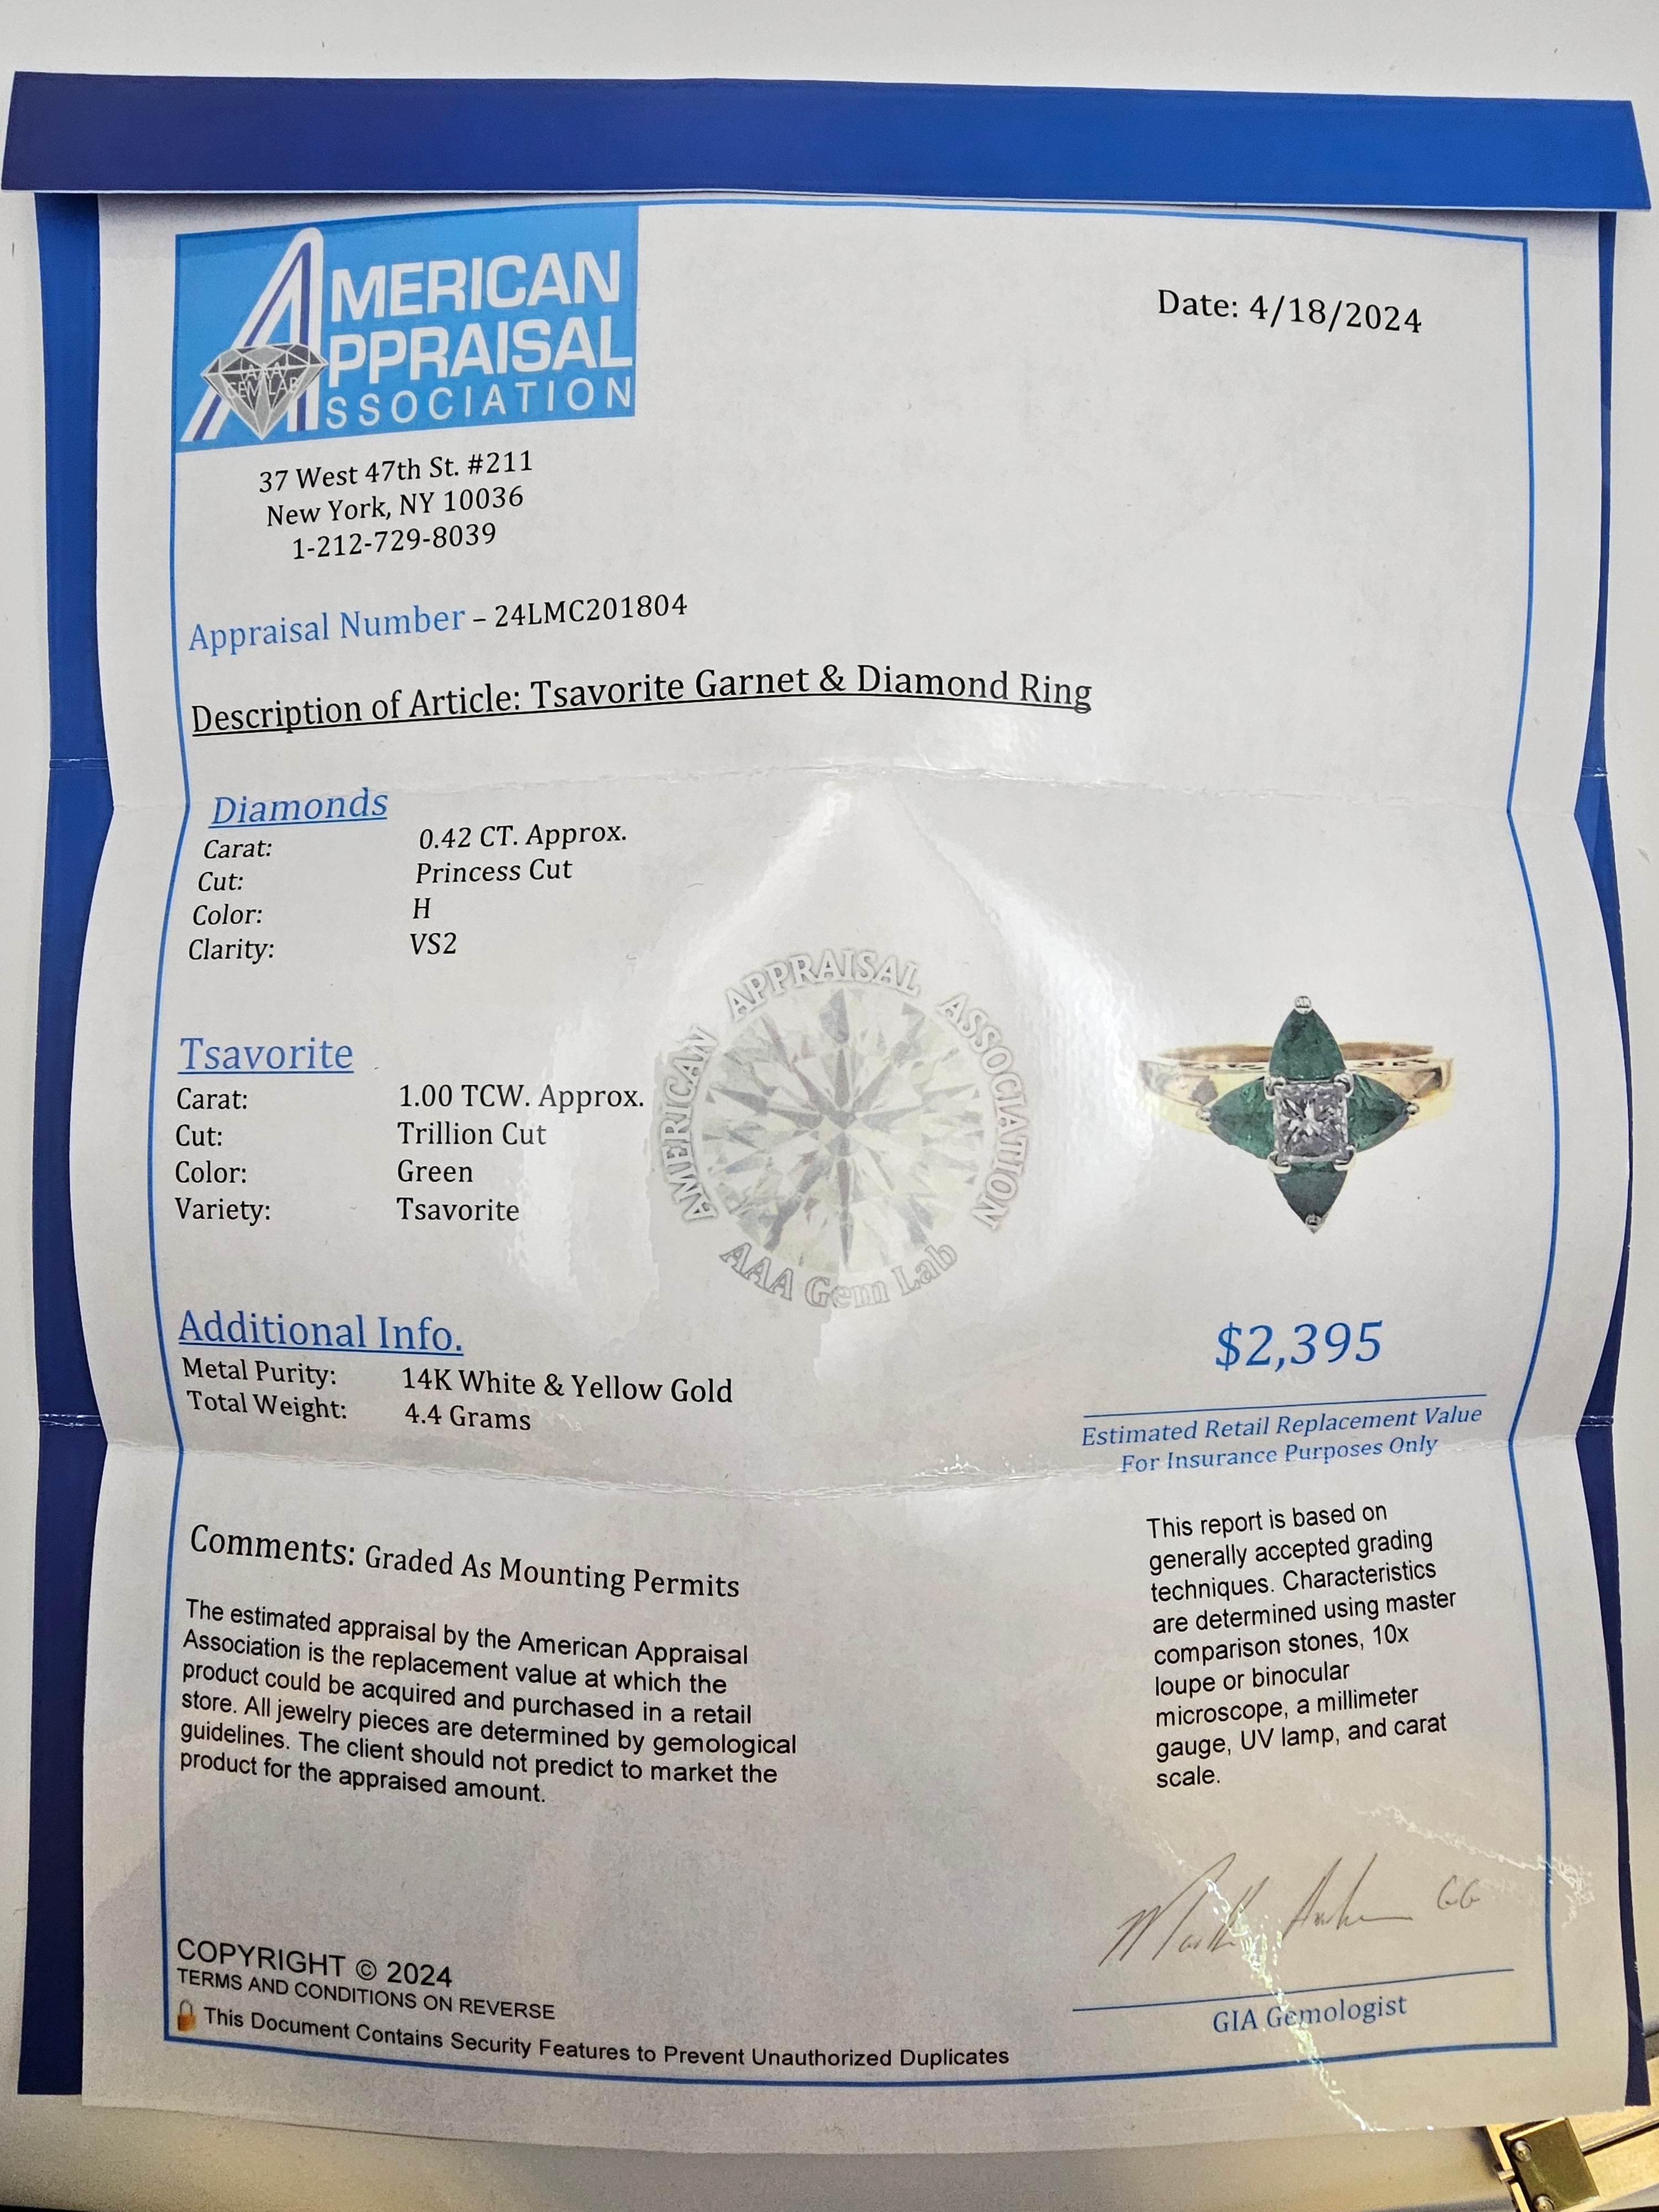 AMERICAN
APPRAISAL
ASSOCIATION
AAA
GEM LAB
Date: 4/18/2024
37 West 47th St. #211
New York, NY 10036
1-212-729-8039
Appraisal Number – 24LMC201804
Description of Article: Tsavorite Garnet & Diamond Ring
Diamonds
Carat: 0.42 CT. Approx.
Cut: Princess Cut
Color: H
Clarity: VS2
Tsavorite
Carat: 1.00 TCW. Approx.
Cut: Trillion Cut
Color: Green
Variety: Tsavorite
AMERICAN APPRAISAL ASSOCIATION
AAA Gem Lab
Additional Info.
Metal Purity: 14K White & Yellow Gold
Total Weight: 4.4 Grams
$2,395
Estimated Retail Replacement Value
For Insurance Purposes Only
Comments: Graded As Mounting Permits
The estimated appraisal by the American Appraisal
Association is the replacement value at which the
product could be acquired and purchased in a retail
store. All jewelry pieces are determined by gemological
guidelines. The client should not predict to market the
product for the appraised amount.
This report is based on
generally accepted grading
techniques. Characteristics
are determined using master
comparison stones, 10x
loupe or binocular
microscope, a millimeter
gauge, UV lamp, and carat
scale.
GG
GIA Gemologist
COPYRIGHT © 2024
TERMS AND CONDITIONS ON REVERSE
This Document Contains Security Features to Prevent Unauthorized Duplicates